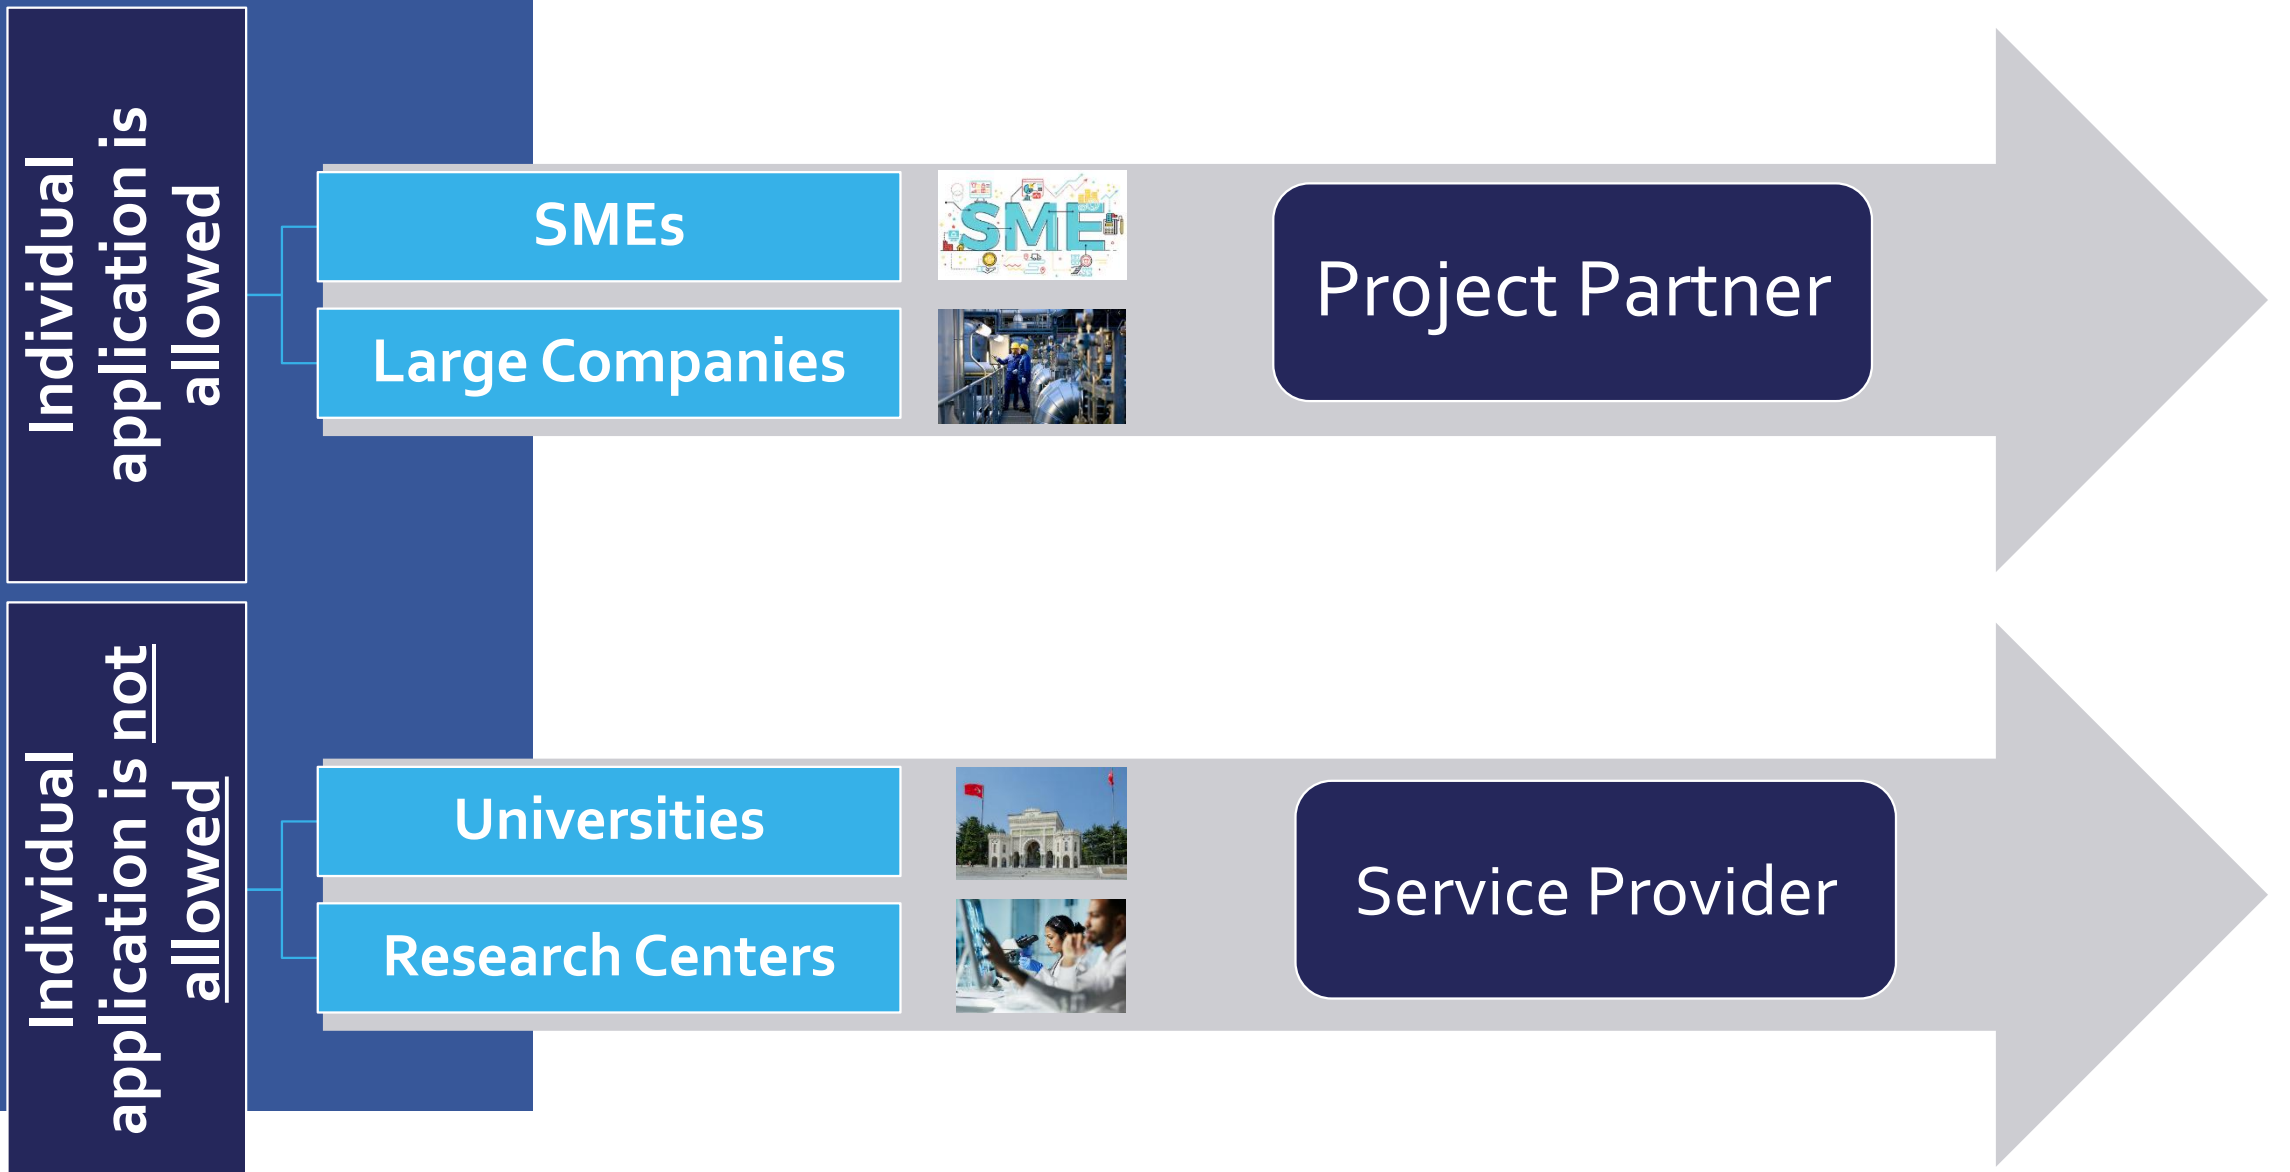 Individual
application is
allowed
SMEs
SME
Large Companies
Project Partner
Individual
application is not
allowed
Universities
Research Centers
Service Provider